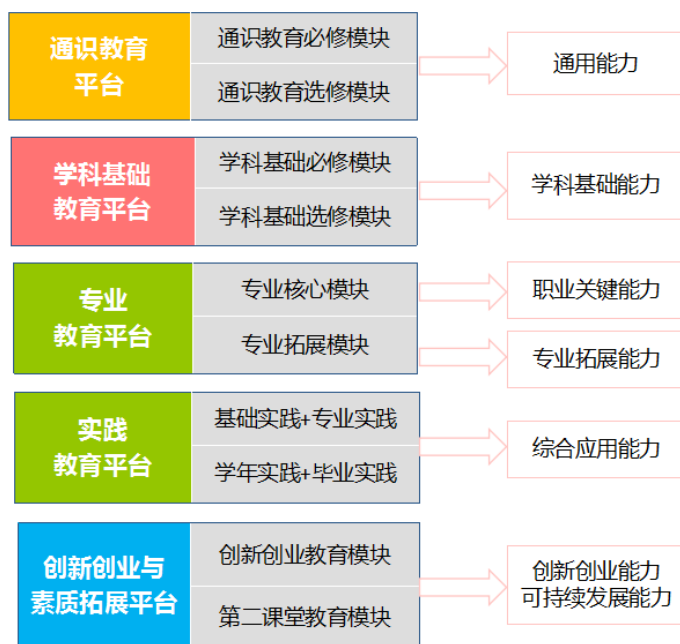 通识教育
平台
通识教育必修模块
通识教育选修模块
通用能力
学科基础
教育平台
学科基础必修模块
学科基础选修模块
学科基础能力
专业
教育平台
专业核心模块
专业拓展模块
职业关键能力
专业拓展能力
实践
教育平台
基础实践+专业实践
学年实践+毕业实践
综合应用能力
创新创业与
素质拓展平台
创新创业教育模块
第二课堂教育模块
创新创业能力
可持续发展能力